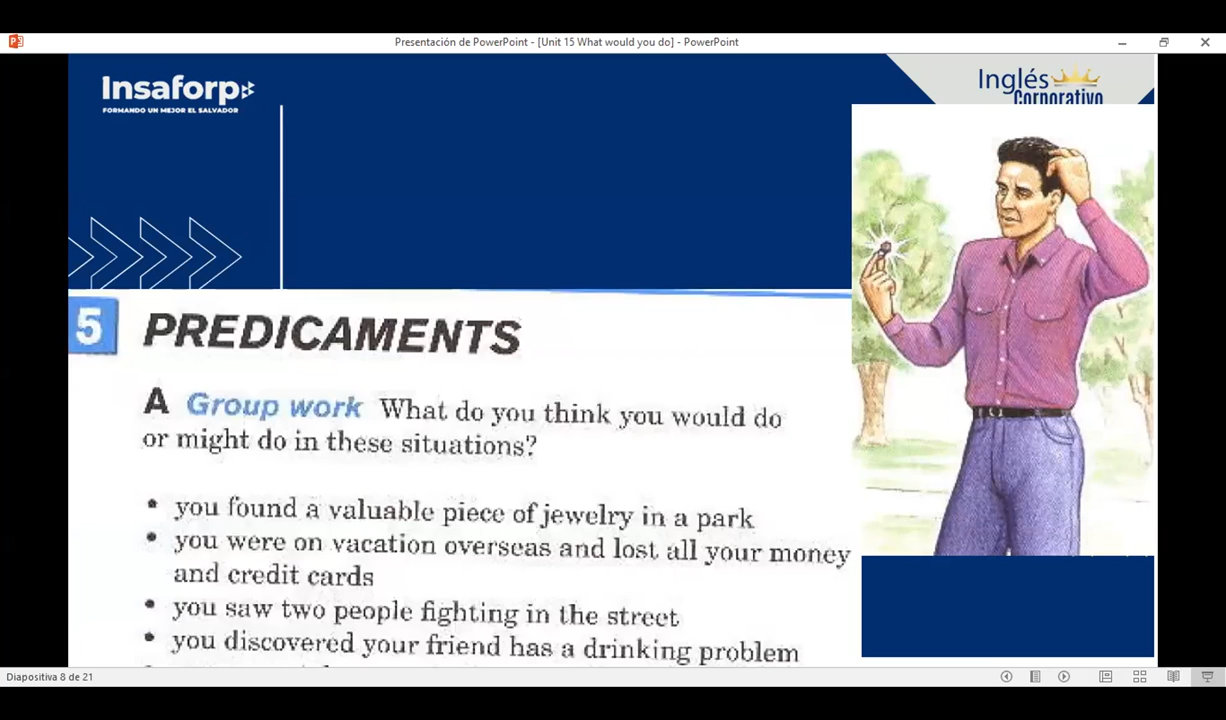 Presentación de PowerPoint - [Unit 15 What would you do] - PowerPoint
Insaforp
FORMANDO UN MEJOR EL SALVADOR
Inglés
Corporativo
5 PREDICAMENTS
A Group work What do you think you would do
or might do in these situations?
• you found a valuable piece of jewelry in a park
• you were on vacation overseas and lost all your money
and credit cards
• you saw two people fighting in the street
• you discovered your friend has a drinking problem
Diapositiva 8 de 21